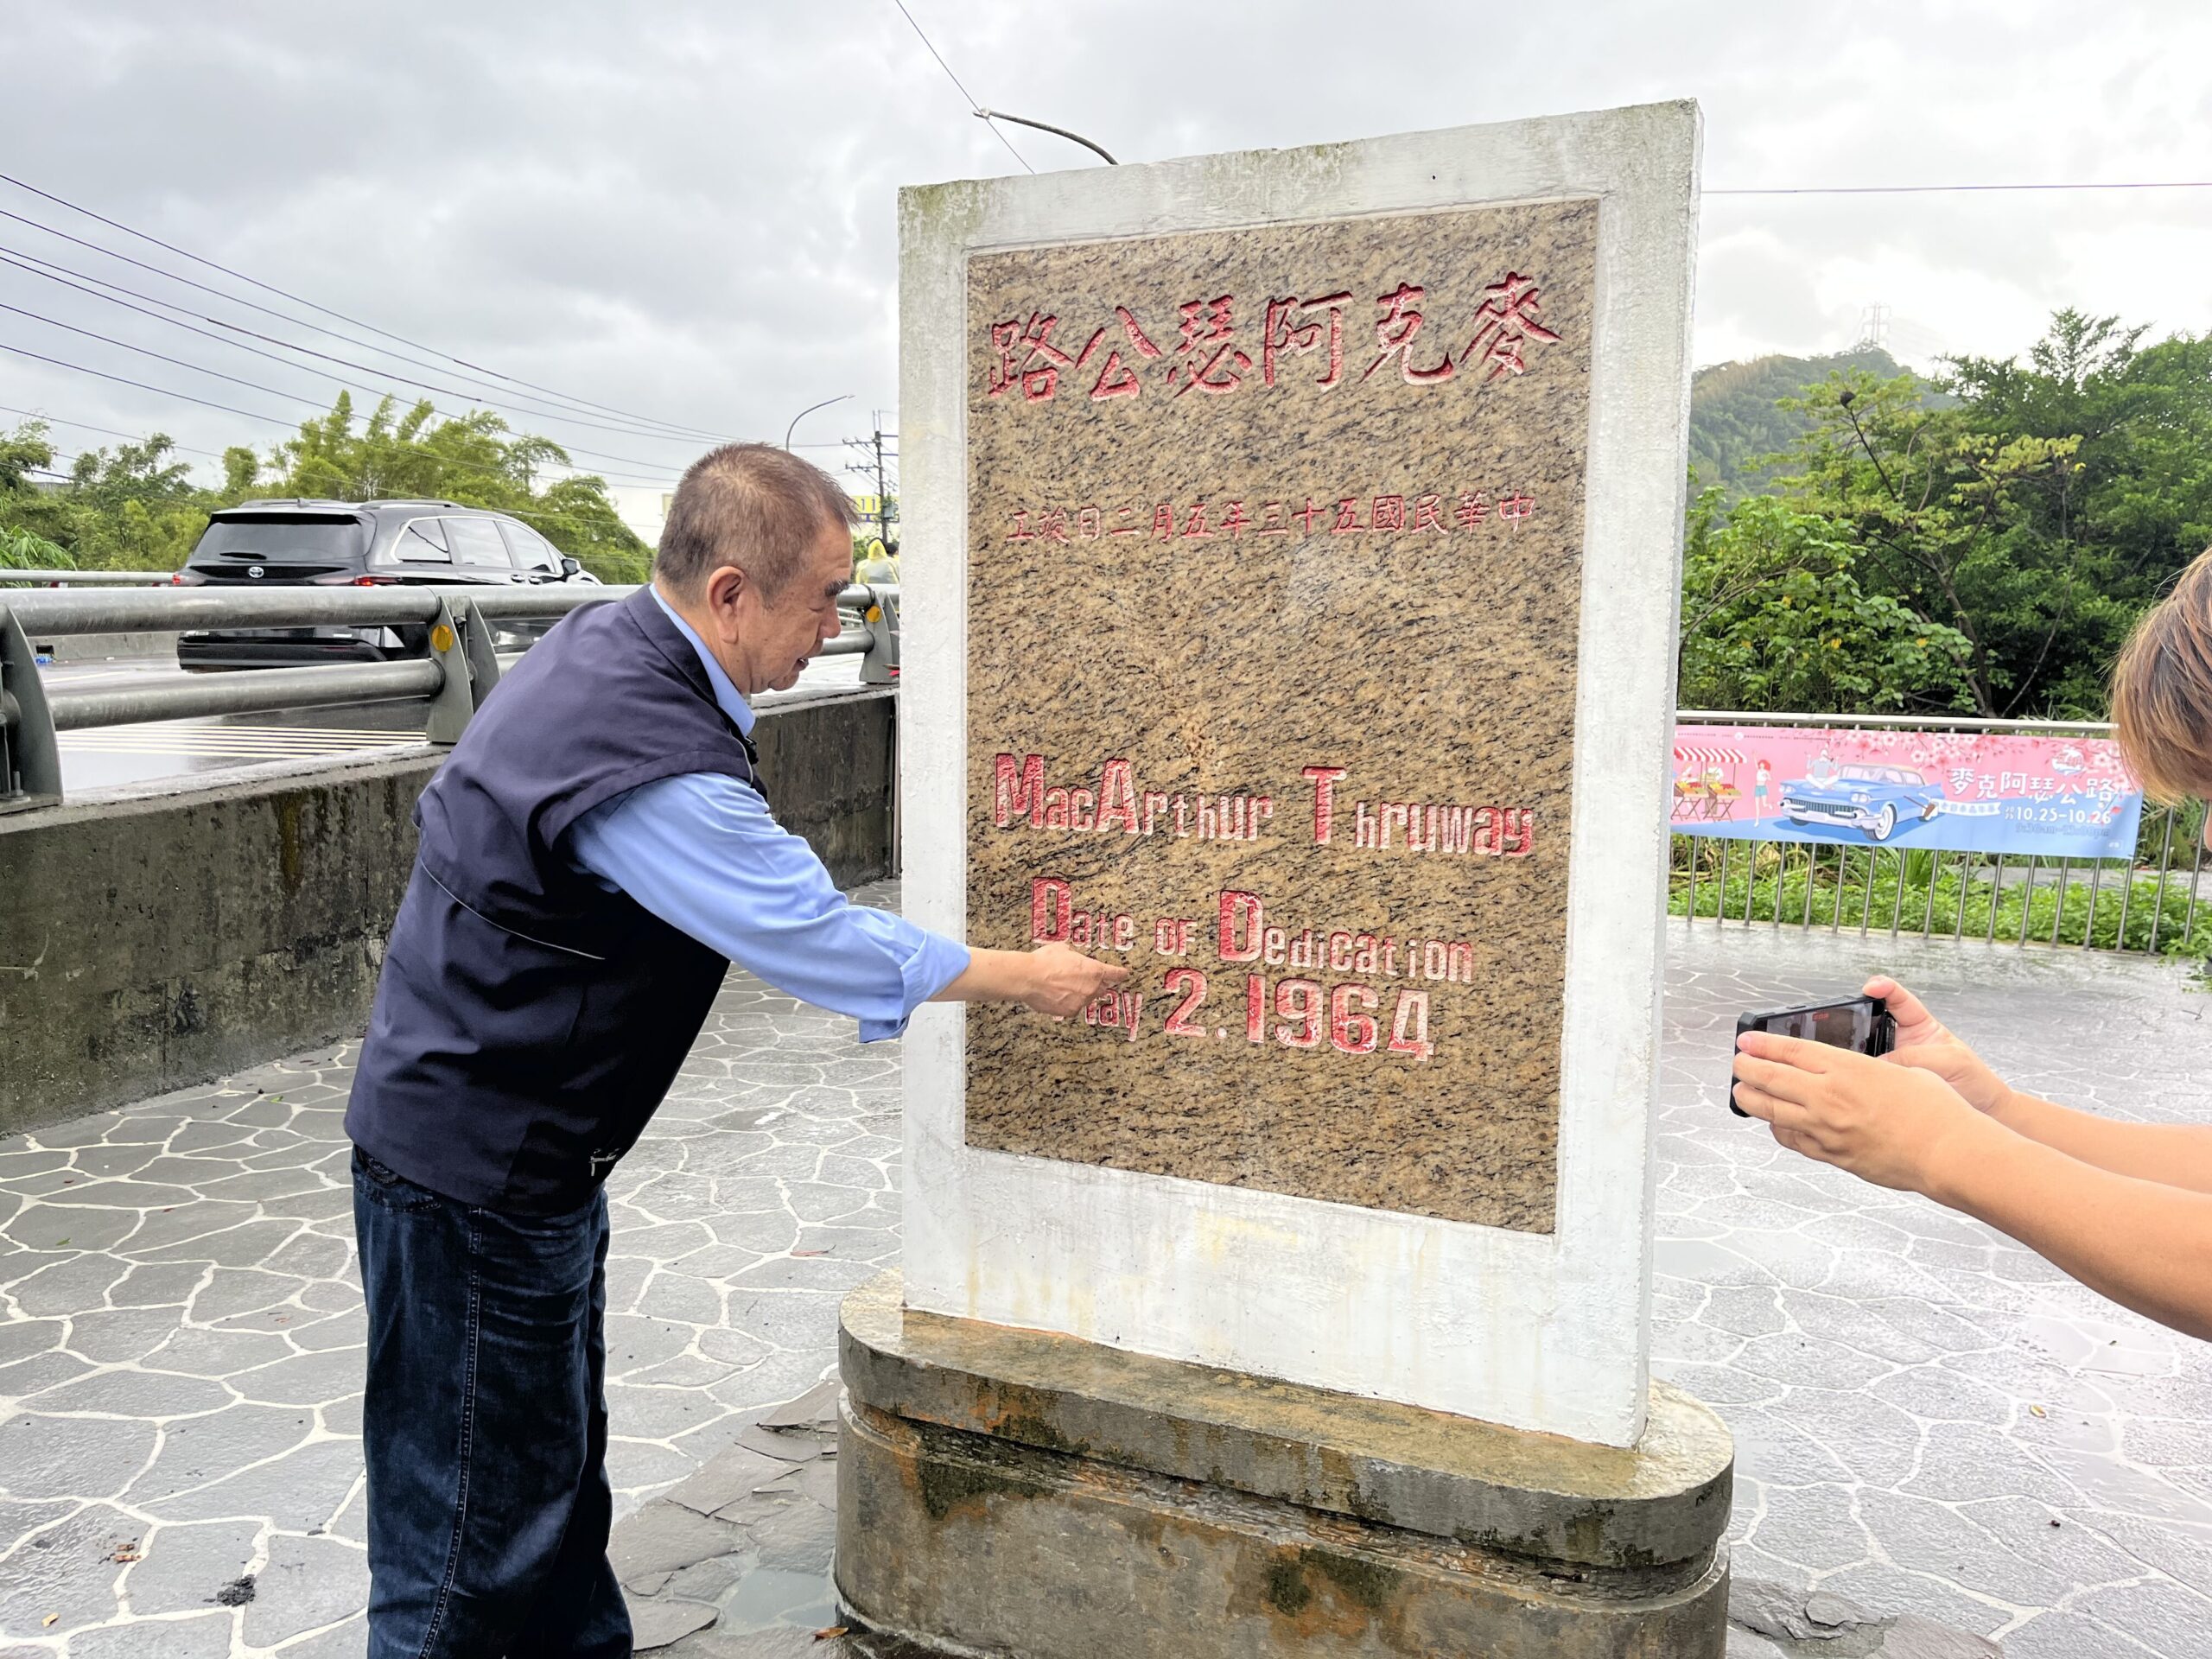 麥克阿瑟公路
中華民國五十三年五月二日竣工
MacArthur Thruway
Date of Dedication
May 2.1964
麥克阿瑟公路
10.25-10.26